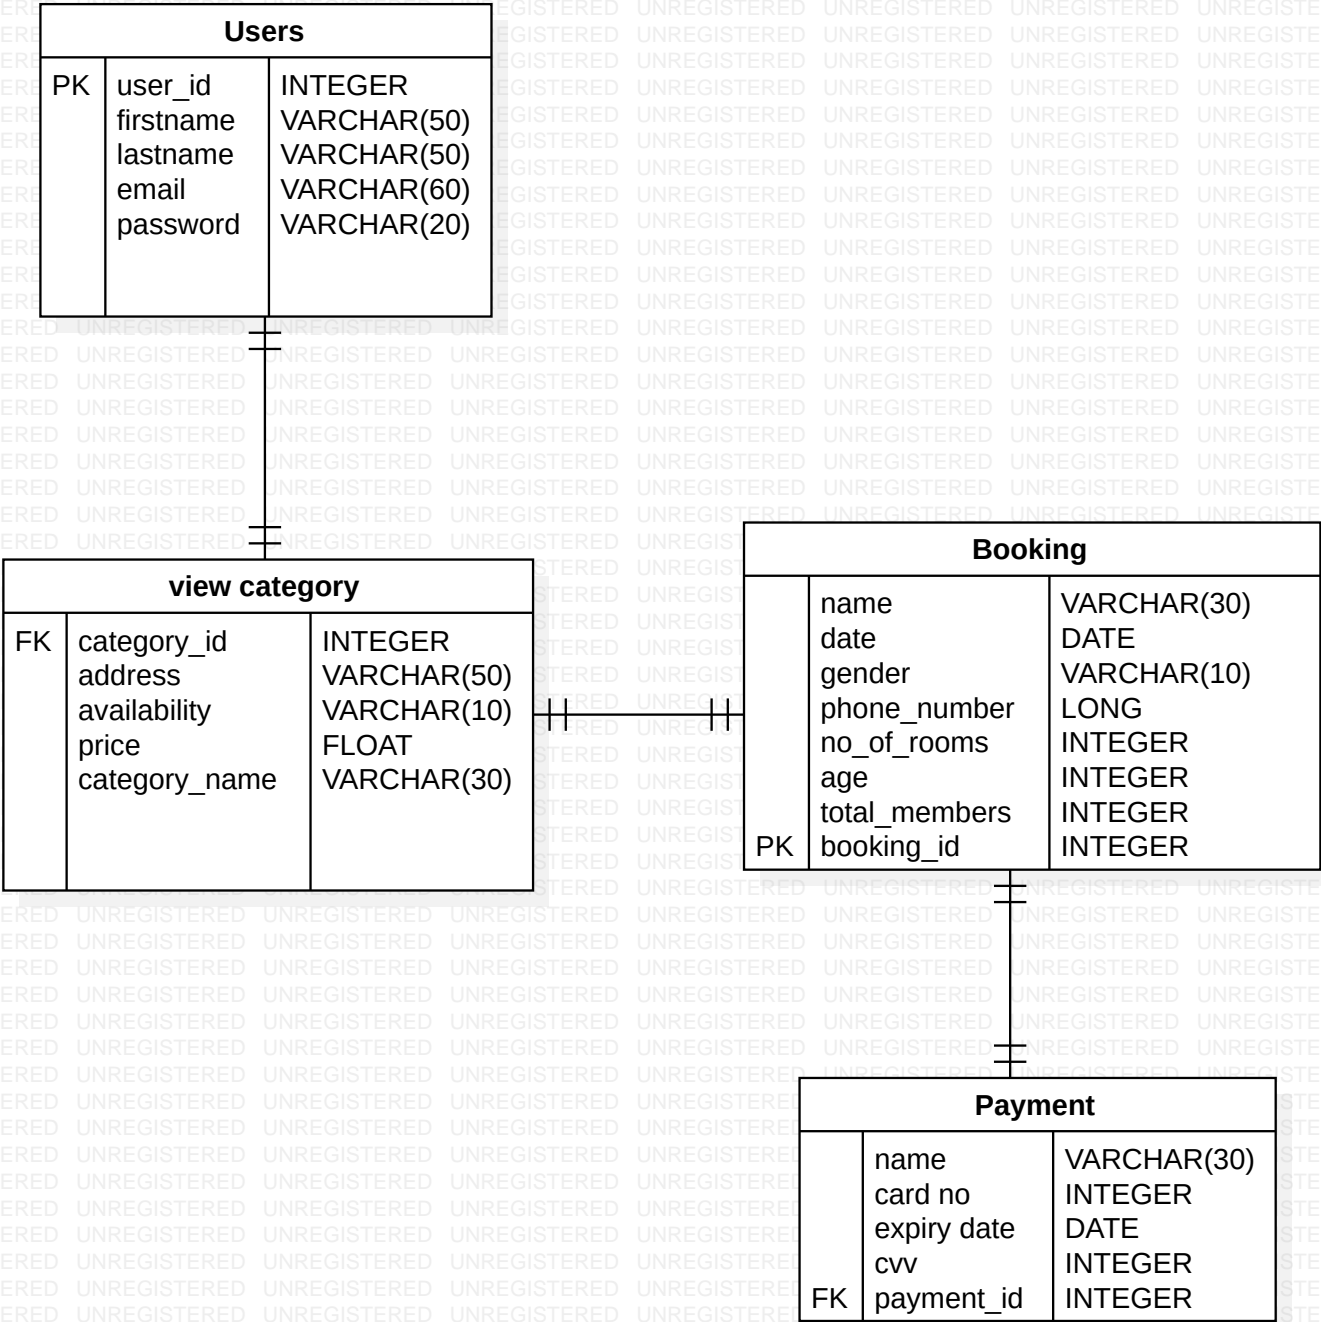 Users
PK user_id INTEGER
firstname VARCHAR(50)
lastname VARCHAR(50)
email VARCHAR(60)
password VARCHAR(20)
view category
FK category_id INTEGER
address VARCHAR(50)
availability VARCHAR(10)
price FLOAT
category_name VARCHAR(30)
Booking
name VARCHAR(30)
date DATE
gender VARCHAR(10)
phone_number LONG
no_of_rooms INTEGER
age INTEGER
total_members INTEGER
PK booking_id INTEGER
Payment
name VARCHAR(30)
card no INTEGER
expiry date DATE
cvv INTEGER
FK payment_id INTEGER
UNREGISTERED